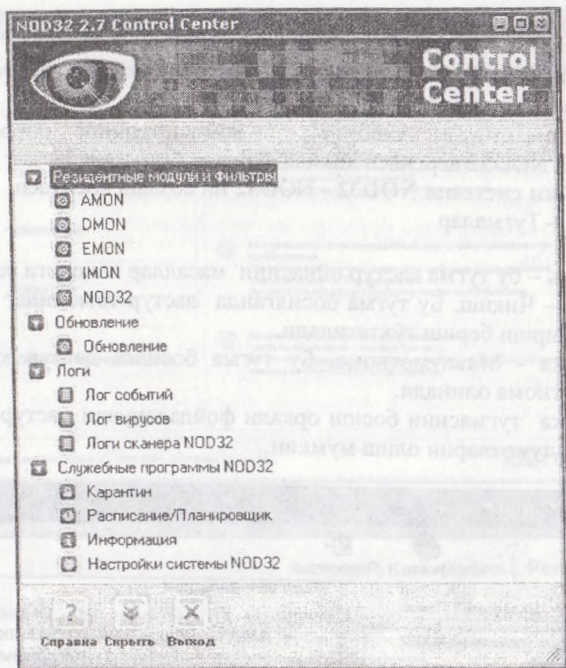 NOD32 2.7 Control Center
Control
Center
Резидентные модули и фильтры
AMON
DMON
EMON
IMON
NOD32
Обновление
Обновление
Логи
Лог событий
Лог вирусов
Логи сканера NOD32
Служебные программы NOD32
Карантин
Расписание/Планировщик
Информация
Настройки системы NOD32
?
Справка Скрыть Выход